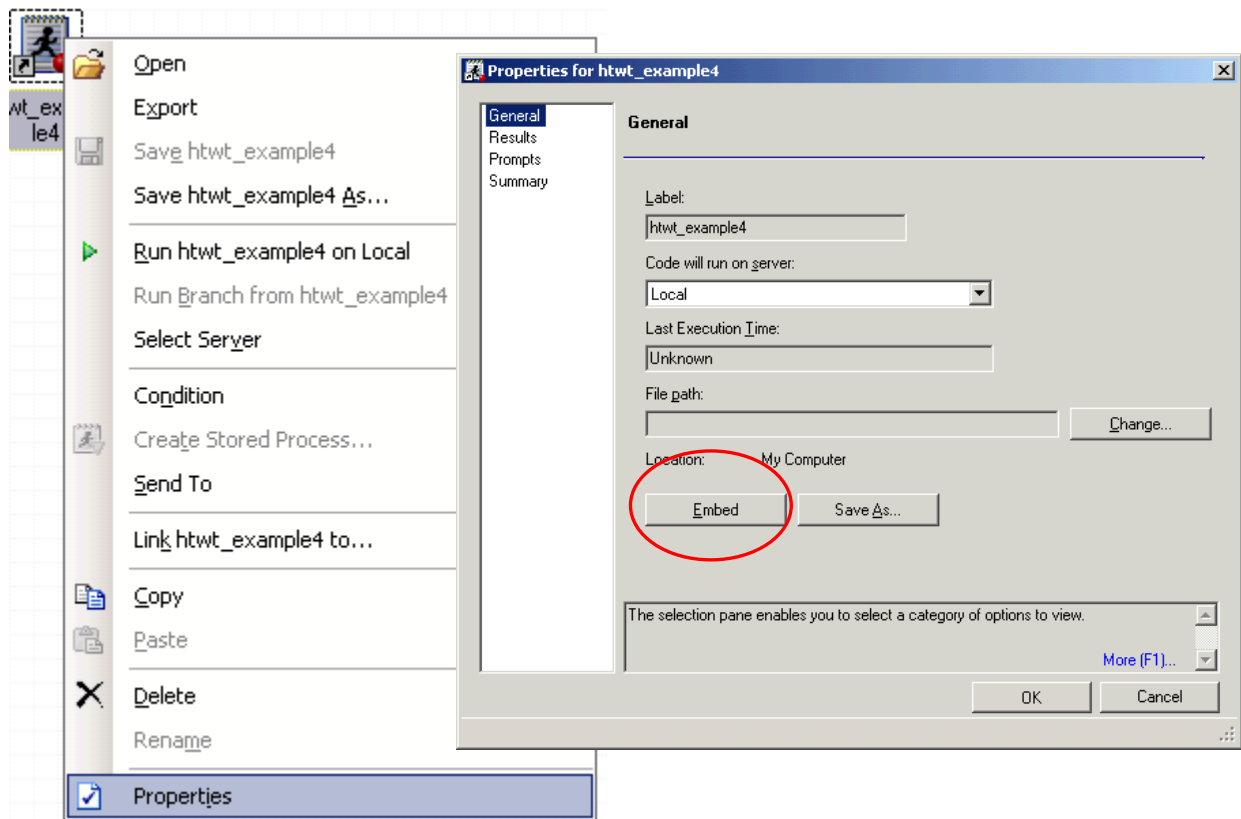 wt_ex
le4
Open
Export
Save htwt_example4
Save htwt_example4 As...
Run htwt_example4 on Local
Run Branch from htwt_example4
Select Server
Condition
Create Stored Process...
Send To
Link htwt_example4 to...
Copy
Paste
Delete
Rename
Properties
Properties for htwt_example4
General
Results
Prompts
Summary
General
Label:
htwt_example4
Code will run on server:
Local
Last Execution Time:
Unknown
File path:
Change...
Location: My Computer
Embed Save As...
The selection pane enables you to select a category of options to view.
More (F1)...
OK Cancel